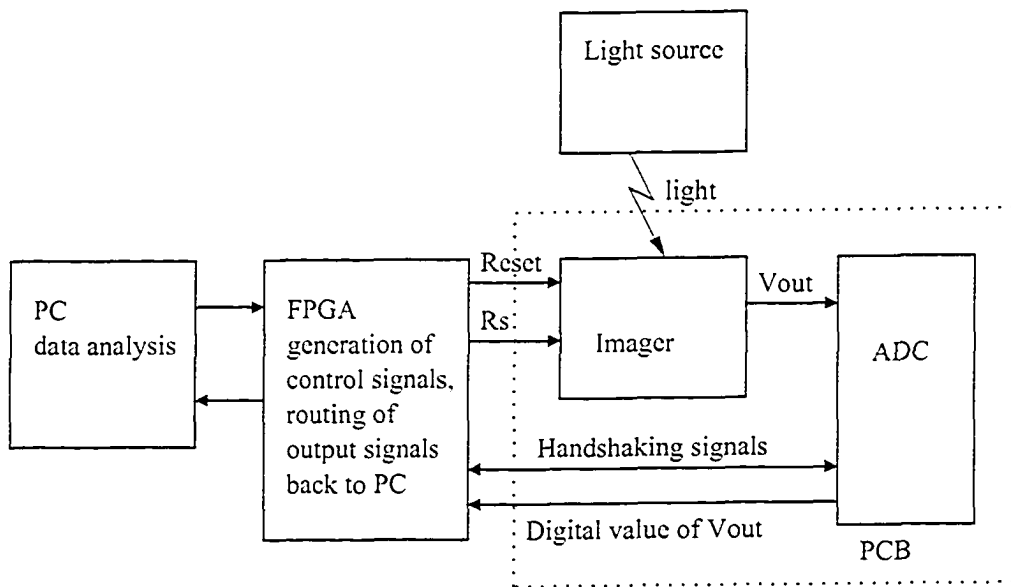 Light source
light
PC
data analysis
FPGA
generation of
control signals,
routing of
output signals
back to PC
Reset
Rs
Imager
Vout
ADC
Handshaking signals
Digital value of Vout
PCB